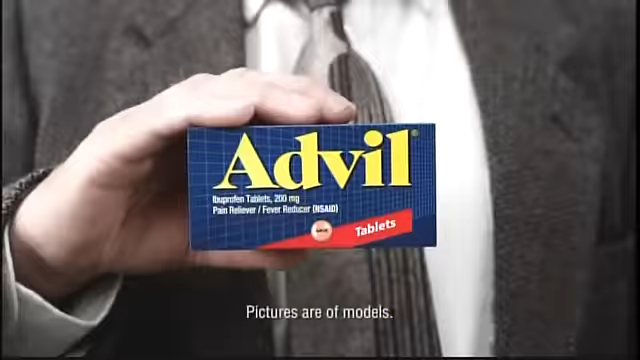 Advil®
Ibuprofen Tablets, 200 mg
Pain Reliever / Fever Reducer (NSAID)
Tablets
Pictures are of models.